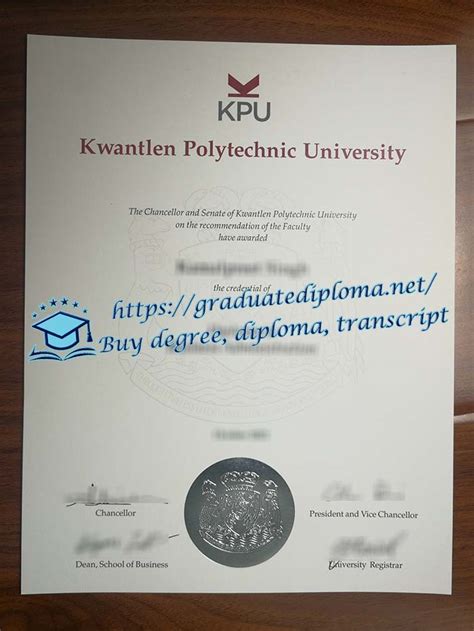 KPU
Kwantlen Polytechnic University
The Chancellor and Senate of Kwantlen Polytechnic University
on the recommendation of the Faculty
have awarded
the credential of
https://graduatediploma.net/
Buy degree, diploma, transcript
Chancellor
President and Vice Chancellor
Dean, School of Business
University Registrar